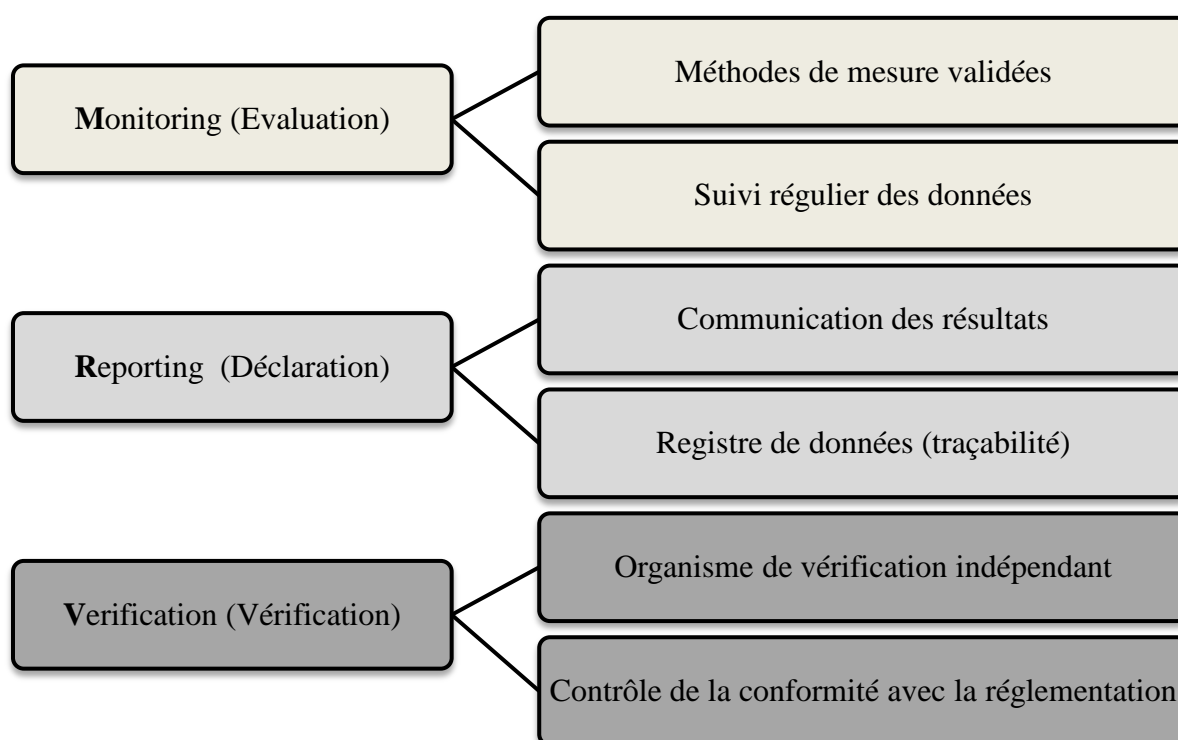 Monitoring (Evaluation)
Méthodes de mesure validées
Suivi régulier des données
Reporting (Déclaration)
Communication des résultats
Registre de données (traçabilité)
Verification (Vérification)
Organisme de vérification indépendant
Contrôle de la conformité avec la réglementation